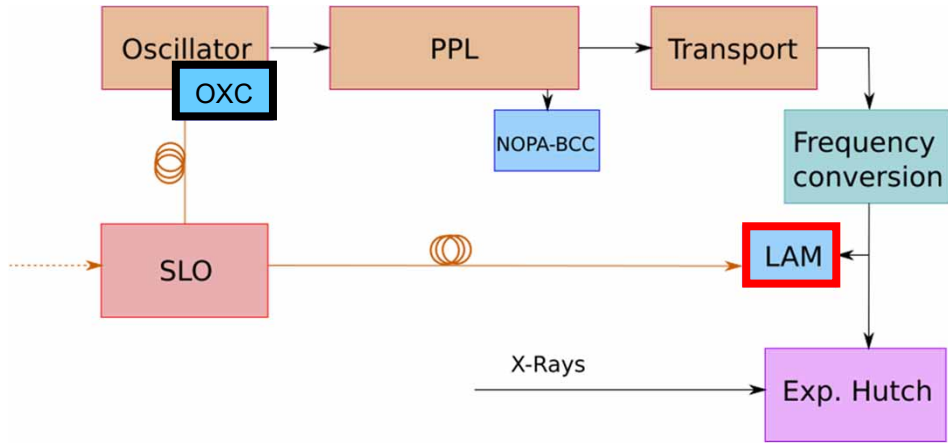 Oscillator
PPL
Transport
OXC
NOPA-BCC
Frequency
conversion
SLO
LAM
X-Rays
Exp. Hutch